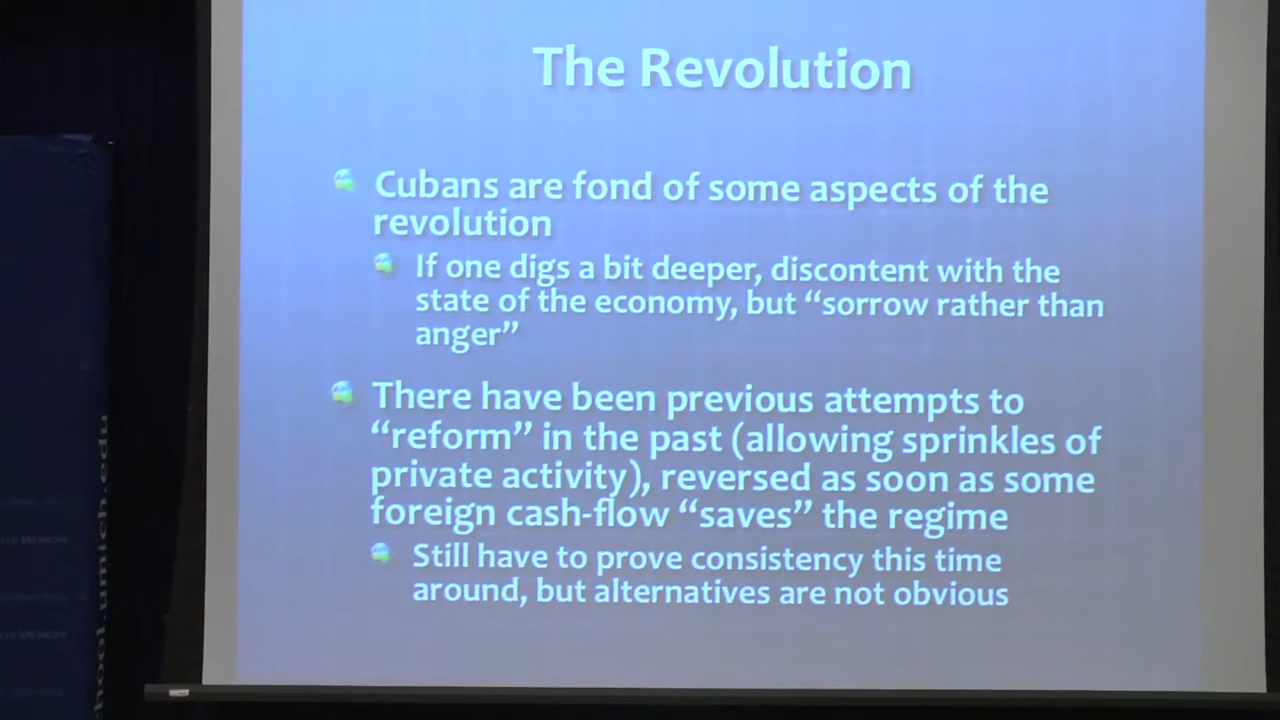 The Revolution
Cubans are fond of some aspects of the
revolution
If one digs a bit deeper, discontent with the
state of the economy, but “sorrow rather than
anger”
There have been previous attempts to
“reform” in the past (allowing sprinkles of
private activity), reversed as soon as some
foreign cash-flow “saves” the regime
Still have to prove consistency this time
around, but alternatives are not obvious
hool.umich.edu